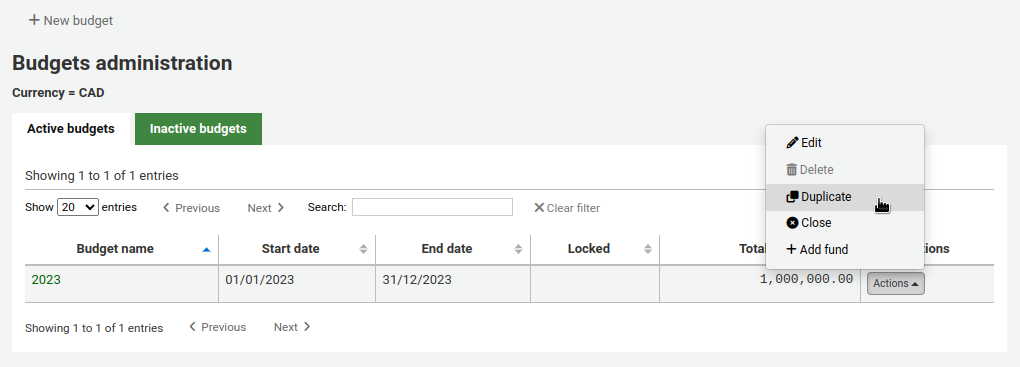 New budget
Budgets administration
Currency = CAD
Active budgets
Inactive budgets
Edit
Delete
Duplicate
Close
Add fund
Showing 1 to 1 of 1 entries
Show 20 entries Previous Next Search: Clear filter
Budget name Start date End date Locked Total
2023 01/01/2023 31/12/2023 1,000,000.00 Actions
Showing 1 to 1 of 1 entries Previous Next